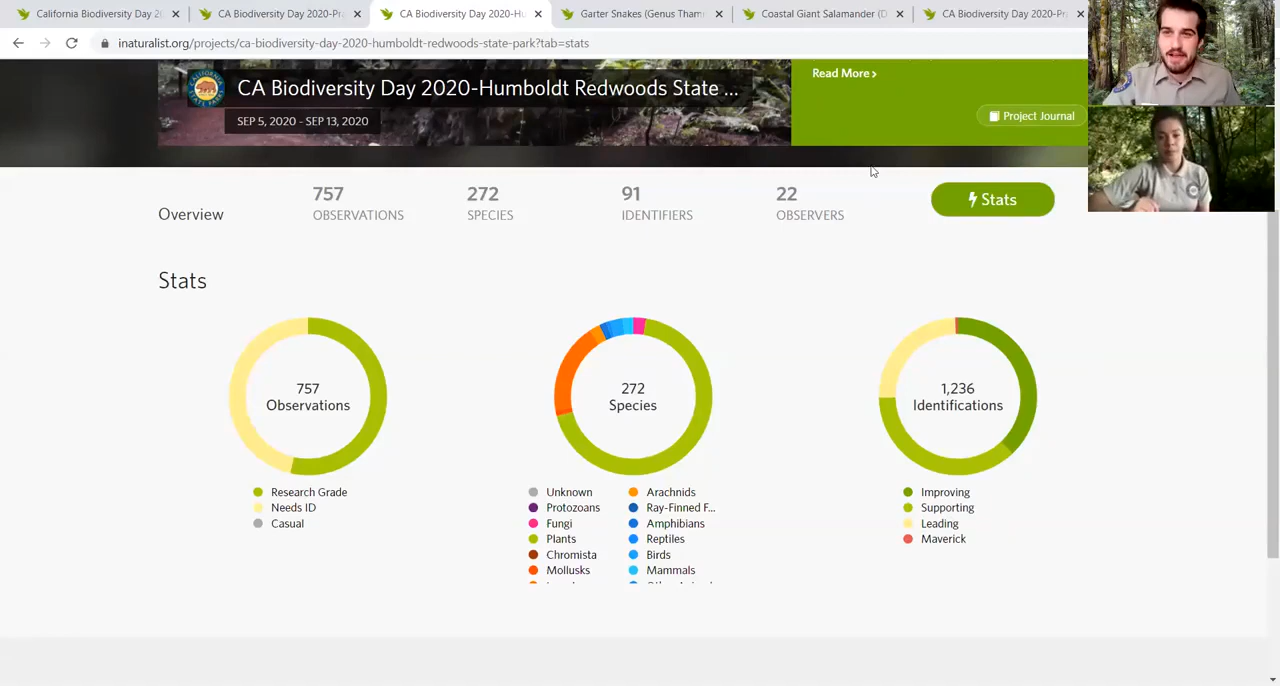 California Biodiversity Day 2
CA Biodiversity Day 2020-Pr
CA Biodiversity Day 2020-Hu
Garter Snakes (Genus Tham
Coastal Giant Salamander (D
CA Biodiversity Day 2020-Pr
inaturalist.org/projects/ca-biodiversity-day-2020-humboldt-redwoods-state-park?tab=stats
CA Biodiversity Day 2020-Humboldt Redwoods State ...
SEP 5, 2020 - SEP 13, 2020
Read More ›
Project Journal
Overview
757
OBSERVATIONS
272
SPECIES
91
IDENTIFIERS
22
OBSERVERS
Stats
Stats
757
Observations
Research Grade
Needs ID
Casual
272
Species
Unknown
Protozoans
Fungi
Plants
Chromista
Mollusks
Arachnids
Ray-Finned F...
Amphibians
Reptiles
Birds
Mammals
1,236
Identifications
Improving
Supporting
Leading
Maverick